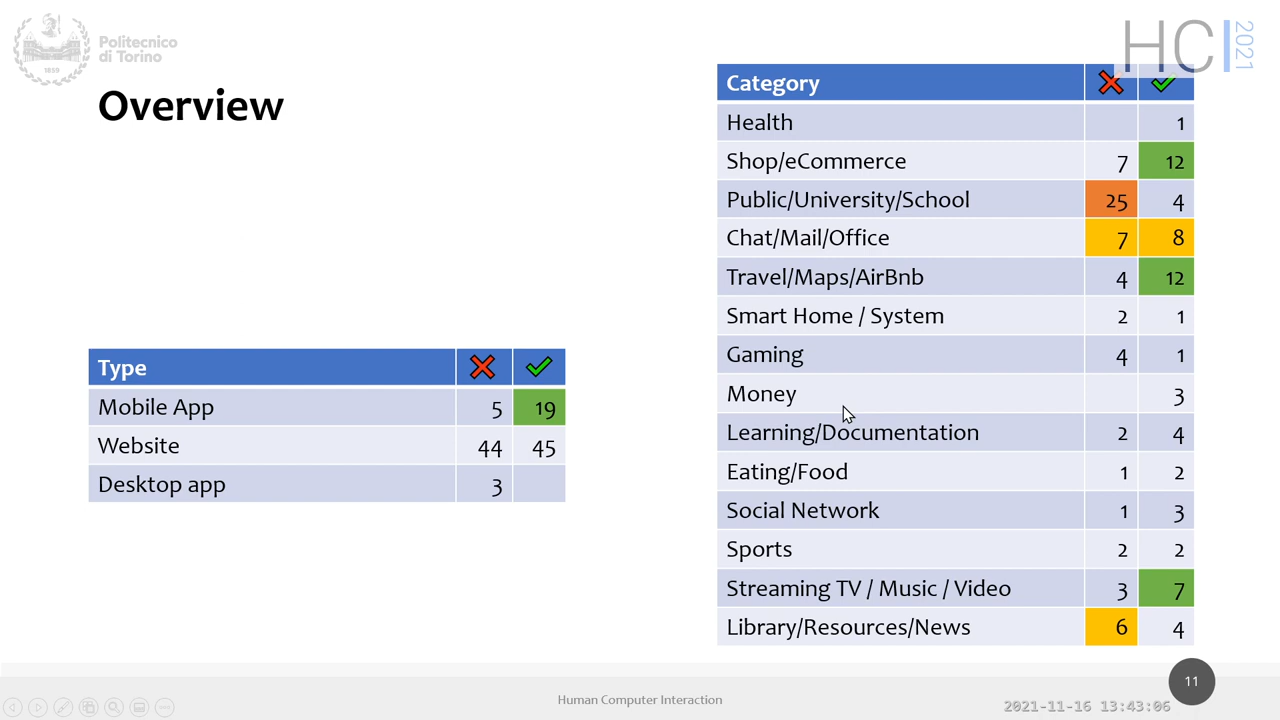 Politecnico
di Torino
1859
HCI 2021
Overview
Type ✗ ✓
Mobile App 5 19
Website 44 45
Desktop app 3
Category ✗ ✓
Health 1
Shop/eCommerce 7 12
Public/University/School 25 4
Chat/Mail/Office 7 8
Travel/Maps/AirBnb 4 12
Smart Home / System 2 1
Gaming 4 1
Money 3
Learning/Documentation 2 4
Eating/Food 1 2
Social Network 1 3
Sports 2 2
Streaming TV / Music / Video 3 7
Library/Resources/News 6 4
Human Computer Interaction
11
2021-11-16 13:43:06